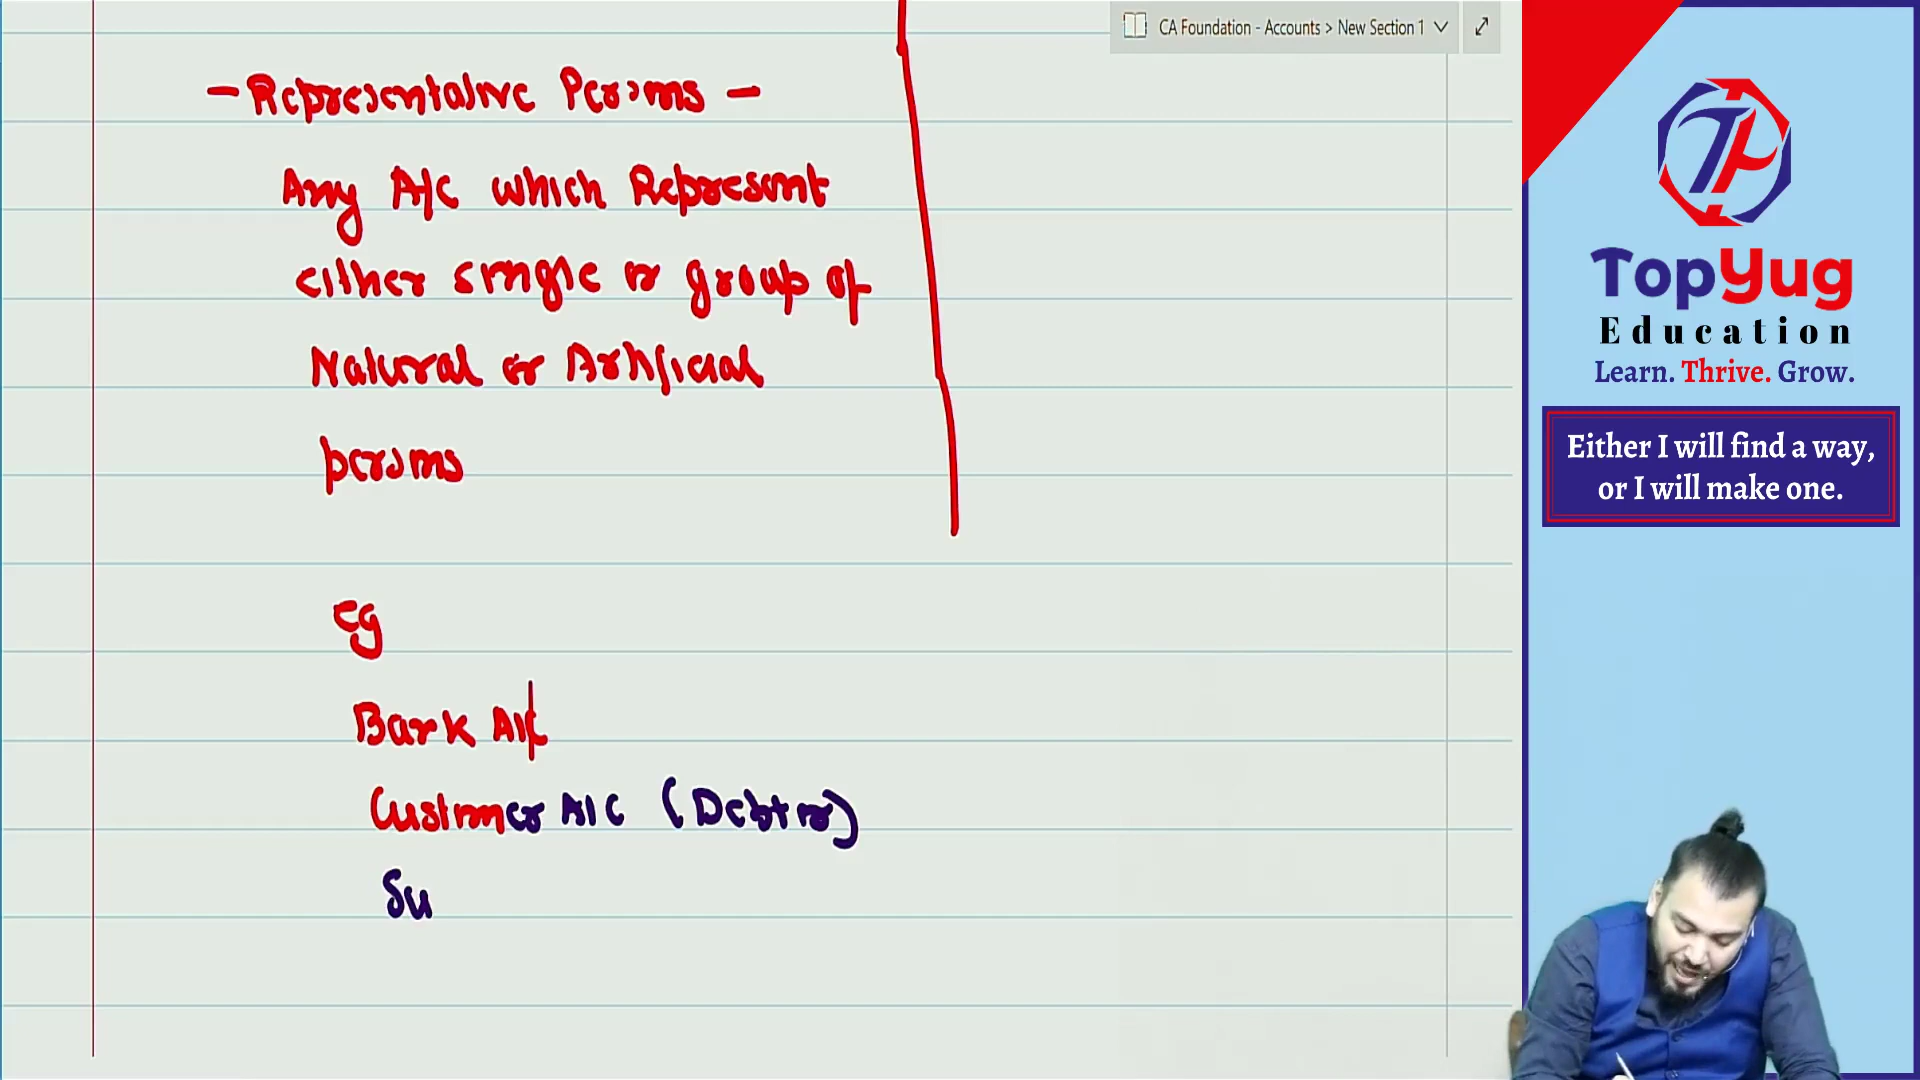 CA Foundation - Accounts > New Section 1
- Representative Persons -
Any A/c which Represent
either single or group of
Natural or Artificial
persons
eg
Bank A/c
Customer A/c (Debtor)
Su
TopYug
Education
Learn. Thrive. Grow.
Either I will find a way,
or I will make one.